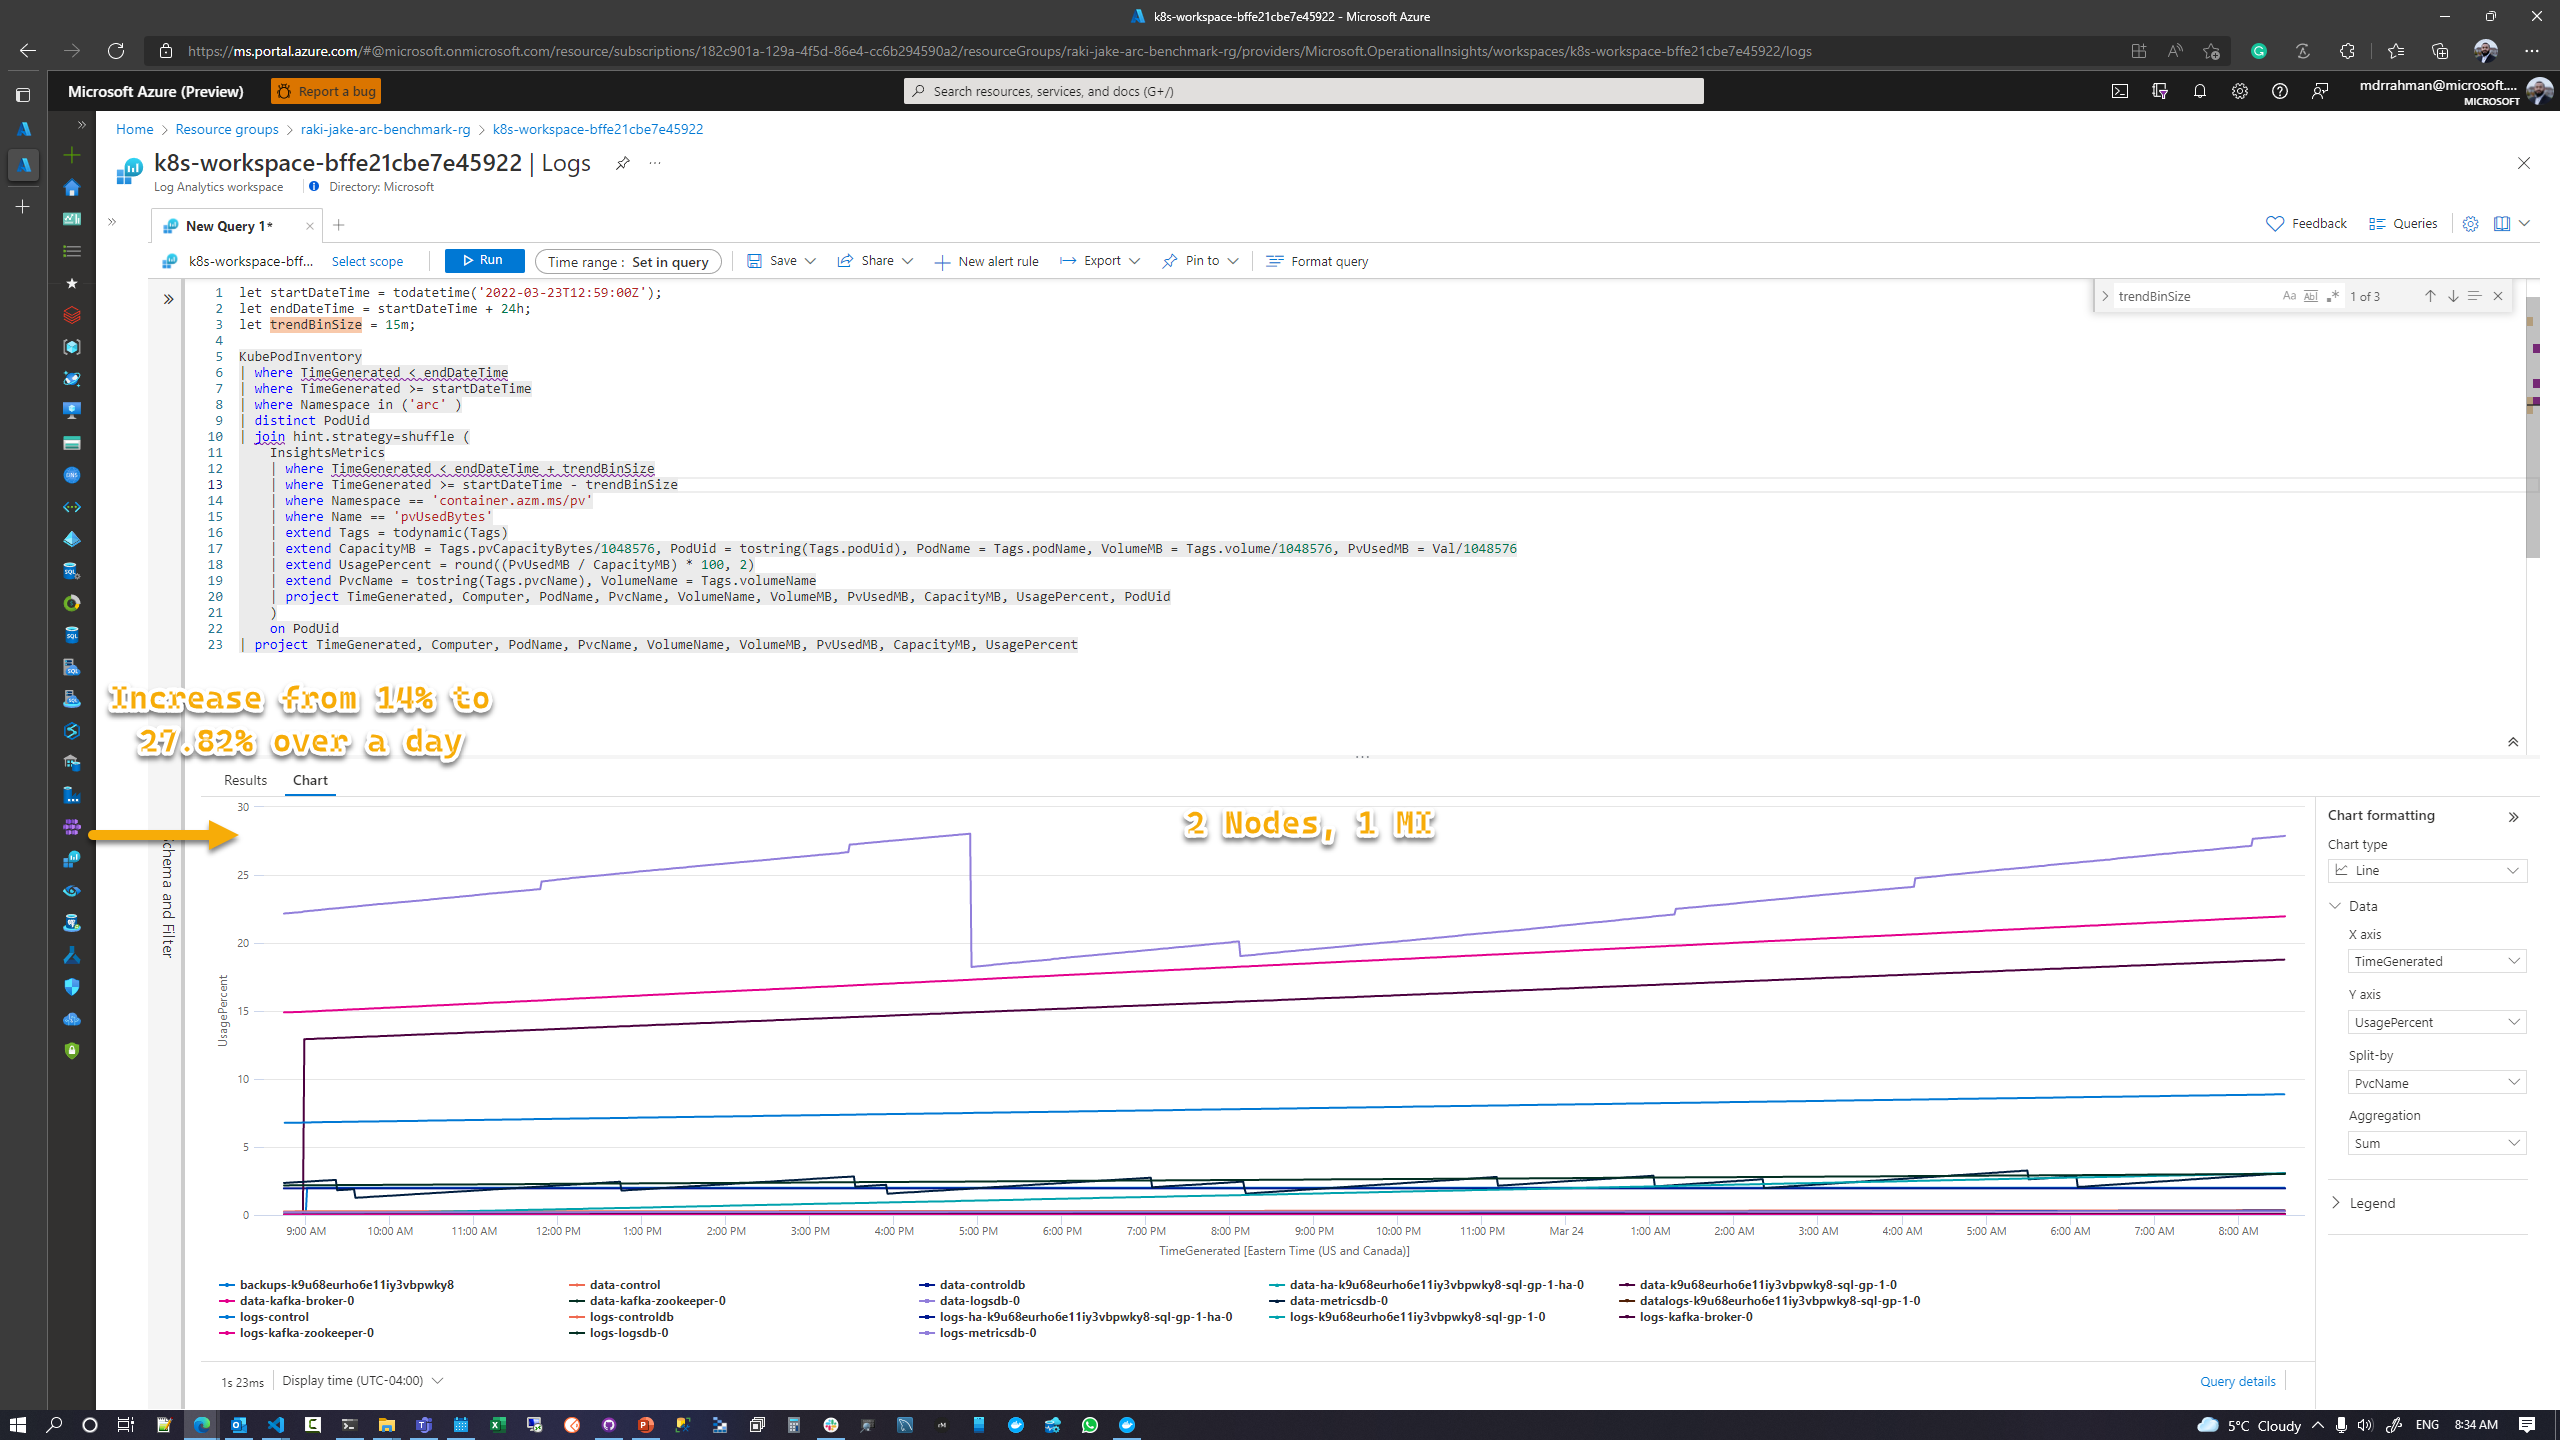 k8s-workspace-bffe21cbe7e45922 - Microsoft Azure
https://ms.portal.azure.com/#@microsoft.onmicrosoft.com/resource/subscriptions/182c901a-129a-4f5d-86e4-cc6b294590a2/resourceGroups/raki-jake-arc-benchmark-rg/providers/Microsoft.OperationalInsights/workspaces/k8s-workspace-bffe21cbe7e45922/logs
Microsoft Azure (Preview)
Report a bug
Search resources, services, and docs (G+/)
mdrrahman@microsoft....
MICROSOFT
Home > Resource groups > raki-jake-arc-benchmark-rg > k8s-workspace-bffe21cbe7e45922
k8s-workspace-bffe21cbe7e45922 | Logs
Log Analytics workspace
Directory: Microsoft
New Query 1*
Feedback
Queries
k8s-workspace-bff...
Select scope
Run
Time range : Set in query
Save
Share
New alert rule
Export
Pin to
Format query
trendBinSize
1 of 3
1 let startDateTime = todatetime('2022-03-23T12:59:00Z');
2 let endDateTime = startDateTime + 24h;
3 let trendBinSize = 15m;
4
5 KubePodInventory
6 | where TimeGenerated < endDateTime
7 | where TimeGenerated >= startDateTime
8 | where Namespace in ('arc' )
9 | distinct PodUid
10 | join hint.strategy=shuffle (
11 InsightsMetrics
12 | where TimeGenerated < endDateTime + trendBinSize
13 | where TimeGenerated >= startDateTime - trendBinSize
14 | where Namespace == 'container.azm.ms/pv'
15 | where Name == 'pvUsedBytes'
16 | extend Tags = todynamic(Tags)
17 | extend CapacityMB = Tags.pvCapacityBytes/1048576, PodUid = tostring(Tags.podUid), PodName = Tags.podName, VolumeMB = Tags.volume/1048576, PvUsedMB = Val/1048576
18 | extend UsagePercent = round((PvUsedMB / CapacityMB) * 100, 2)
19 | extend PvcName = tostring(Tags.pvcName), VolumeName = Tags.volumeName
20 | project TimeGenerated, Computer, PodName, PvcName, VolumeName, VolumeMB, PvUsedMB, CapacityMB, UsagePercent, PodUid
21 )
22 on PodUid
23 | project TimeGenerated, Computer, PodName, PvcName, VolumeName, VolumeMB, PvUsedMB, CapacityMB, UsagePercent
Increase from 14% to
27.82% over a day
Schema and Filter
Results
Chart
2 Nodes, 1 MI
UsagePercent
30
25
20
15
10
5
0
9:00 AM 10:00 AM 11:00 AM 12:00 PM 1:00 PM 2:00 PM 3:00 PM 4:00 PM 5:00 PM 6:00 PM 7:00 PM 8:00 PM 9:00 PM 10:00 PM 11:00 PM Mar 24 1:00 AM 2:00 AM 3:00 AM 4:00 AM 5:00 AM 6:00 AM 7:00 AM 8:00 AM
TimeGenerated [Eastern Time (US and Canada)]
backups-k9u68eurho6e11iy3vbpwky8 data-control data-controldb data-ha-k9u68eurho6e11iy3vbpwky8-sql-gp-1-ha-0 data-k9u68eurho6e11iy3vbpwky8-sql-gp-1-0
data-kafka-broker-0 data-kafka-zookeeper-0 data-logsdb-0 data-metricsdb-0 datalogs-k9u68eurho6e11iy3vbpwky8-sql-gp-1-0
logs-control logs-controldb logs-ha-k9u68eurho6e11iy3vbpwky8-sql-gp-1-ha-0 logs-k9u68eurho6e11iy3vbpwky8-sql-gp-1-0 logs-kafka-broker-0
logs-kafka-zookeeper-0 logs-logsdb-0 logs-metricsdb-0
Chart formatting
Chart type
Line
Data
X axis
TimeGenerated
Y axis
UsagePercent
Split-by
PvcName
Aggregation
Sum
Legend
1s 23ms
Display time (UTC-04:00)
Query details
5°C Cloudy
ENG
8:34 AM